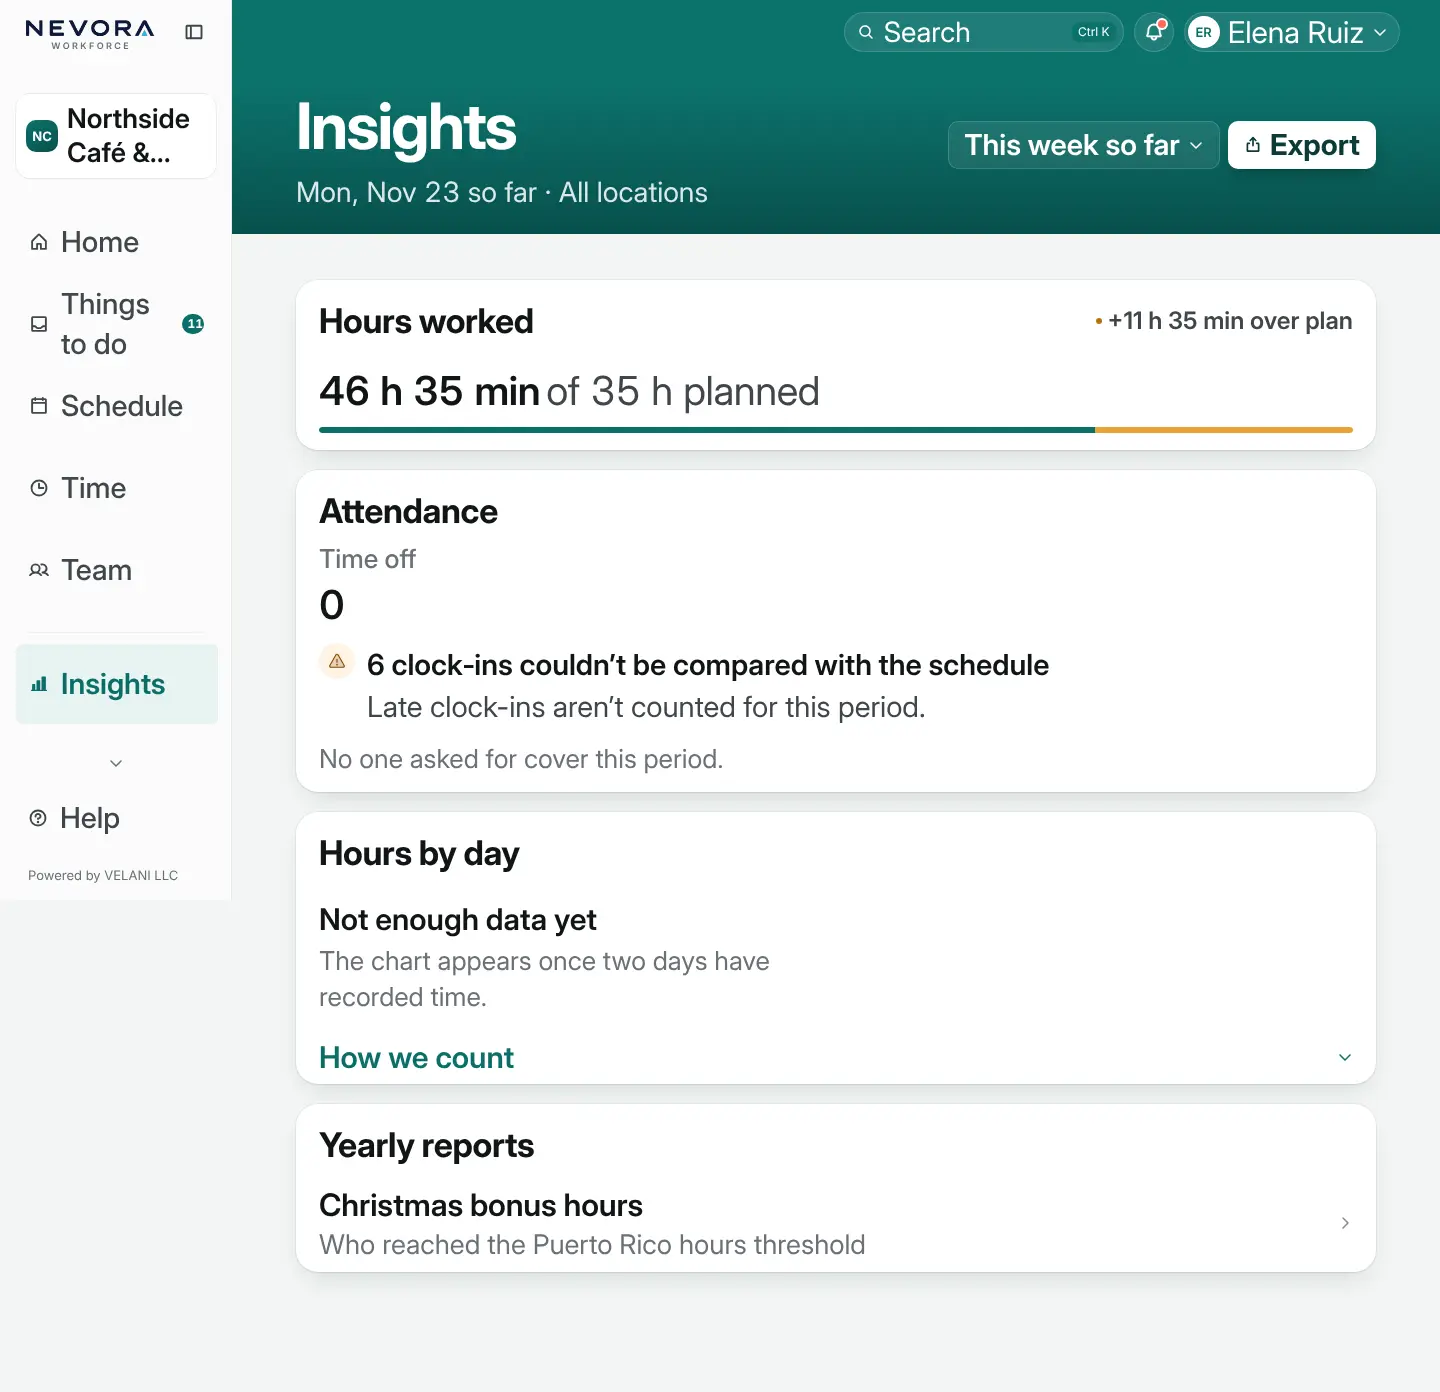 NEVORA
WORKFORCE
Search
Ctrl K
ER
Elena Ruiz
NC
Northside
Café &...
Insights
This week so far
Export
Mon, Nov 23 so far · All locations
Home
Things
to do
11
Schedule
Time
Team
Insights
Help
Powered by VELANI LLC
Hours worked
+11 h 35 min over plan
46 h 35 min of 35 h planned
Attendance
Time off
0
6 clock-ins couldn’t be compared with the schedule
Late clock-ins aren’t counted for this period.
No one asked for cover this period.
Hours by day
Not enough data yet
The chart appears once two days have
recorded time.
How we count
Yearly reports
Christmas bonus hours
Who reached the Puerto Rico hours threshold